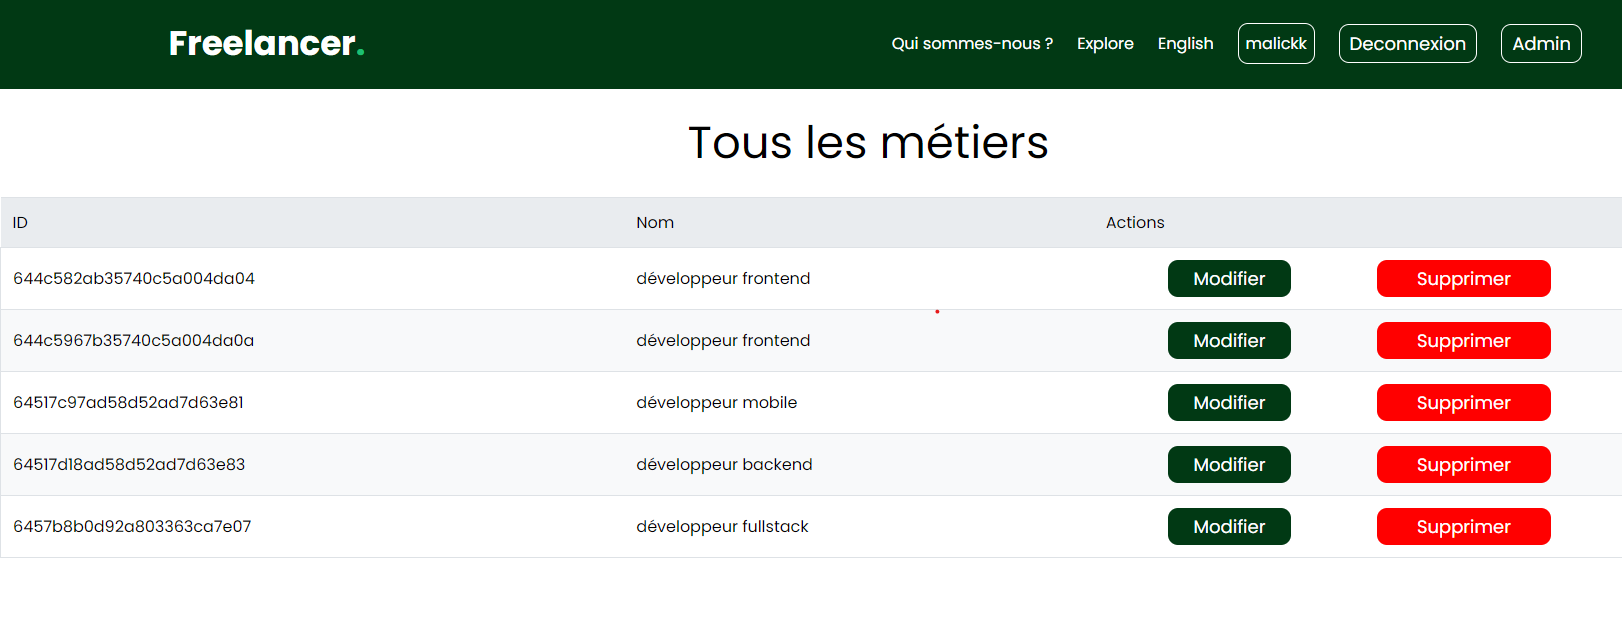 Freelancer. Qui sommes-nous ? Explore English malickk Deconnexion Admin
Tous les métiers
ID Nom Actions
644c582ab35740c5a004da04 développeur frontend Modifier Supprimer
644c5967b35740c5a004da0a développeur frontend Modifier Supprimer
64517c97ad58d52ad7d63e81 développeur mobile Modifier Supprimer
64517d18ad58d52ad7d63e83 développeur backend Modifier Supprimer
6457b8b0d92a803363ca7e07 développeur fullstack Modifier Supprimer